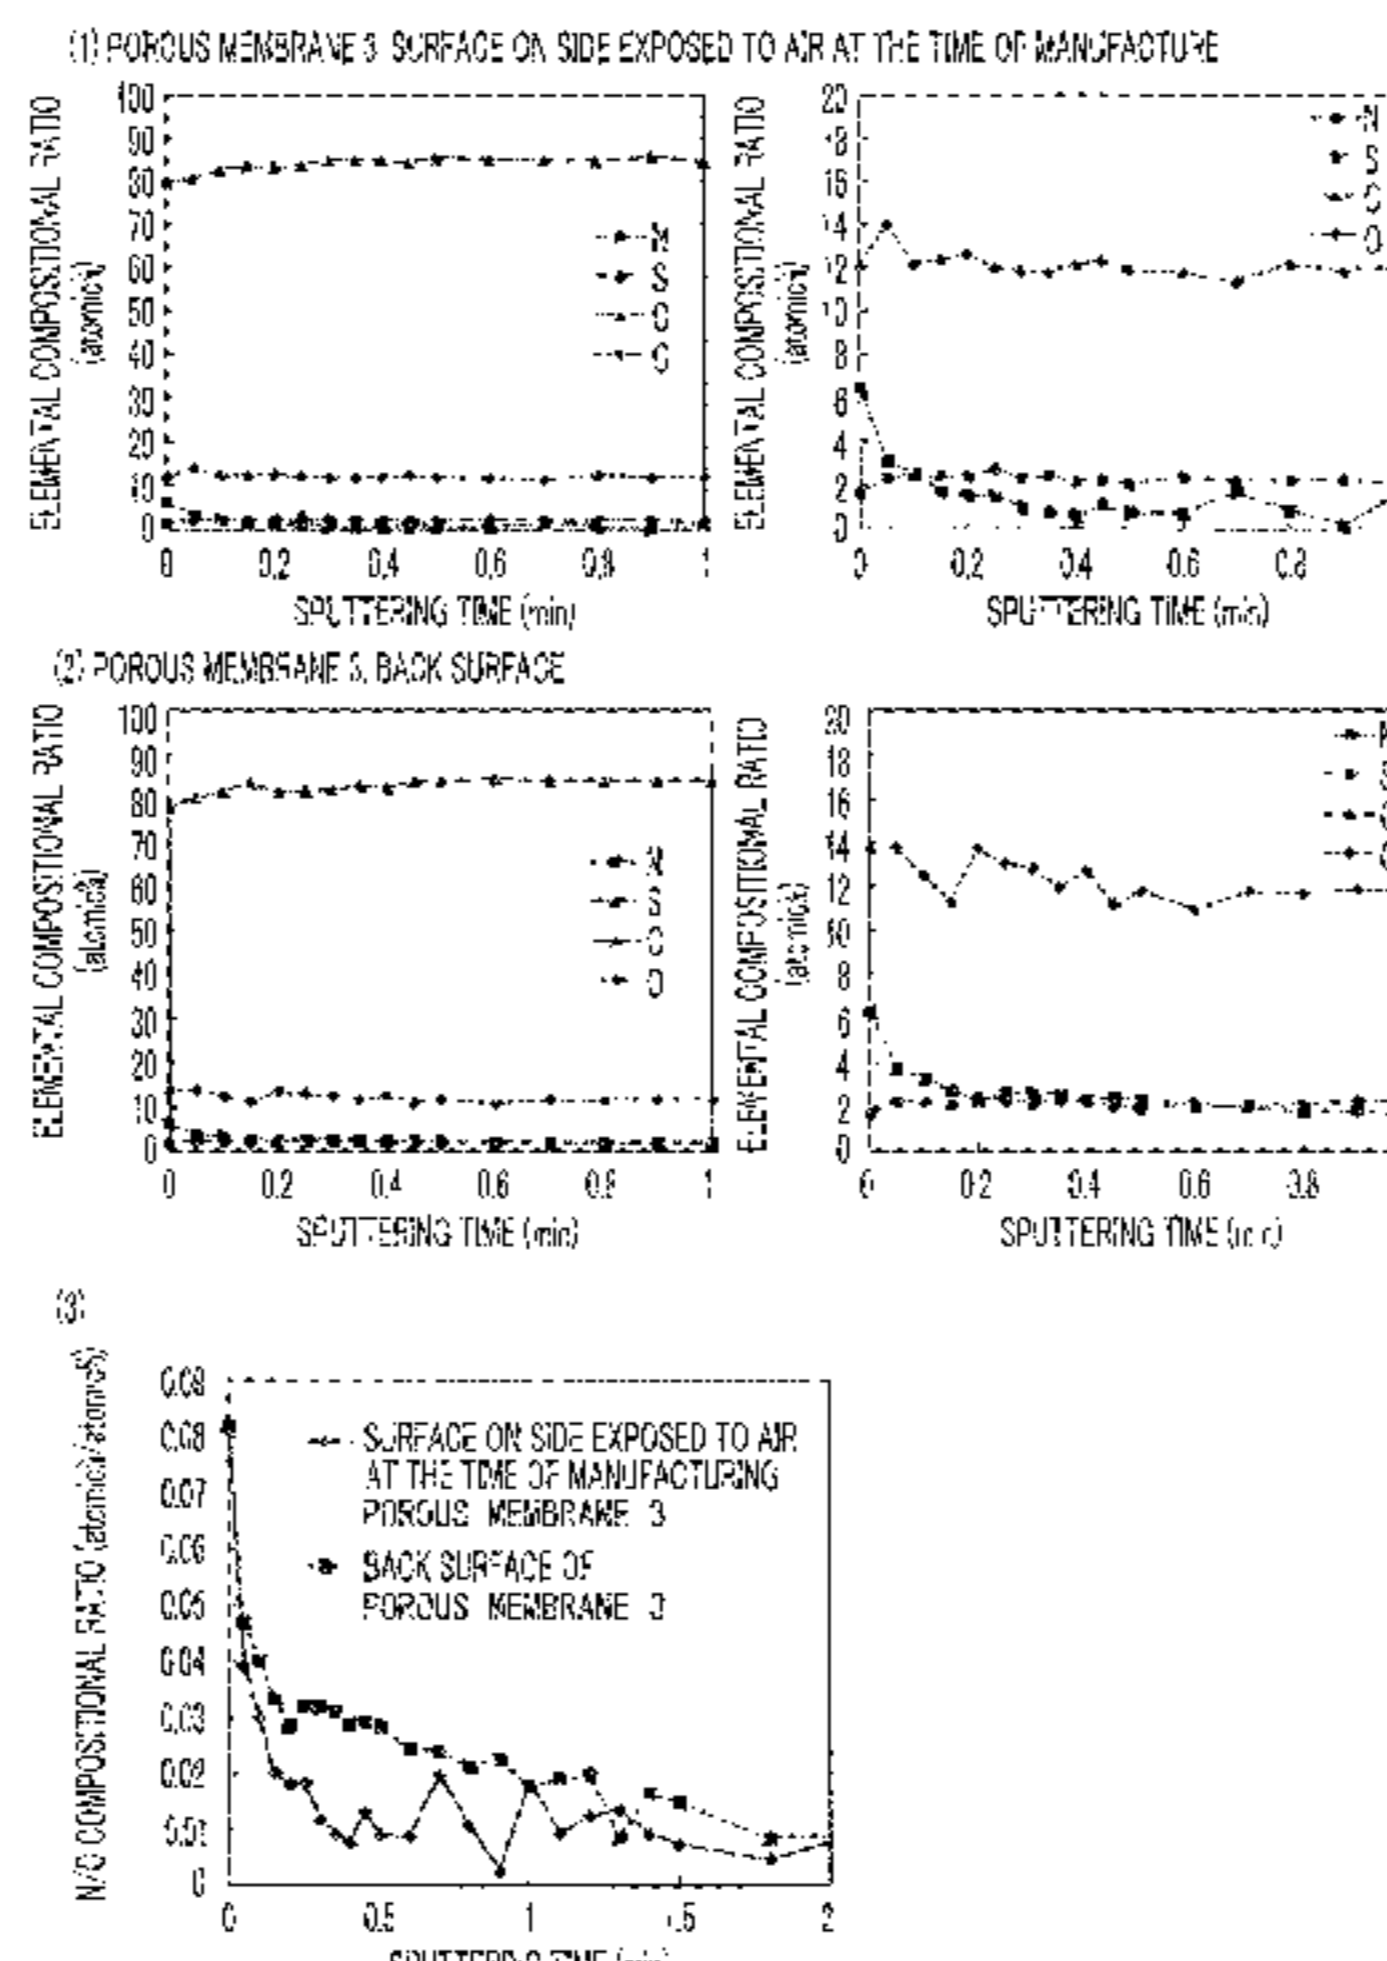 (1) POROUS MEMBRANE 3 SURFACE ON SIDE EXPOSED TO AIR AT THE TIME OF MANUFACTURE
ELEMENTAL COMPOSITIONAL RATIO
100
90
80
70
60
50
40
30
20
10
0
N
S
0 0.2 0.4 0.6 0.8 1
SPUTTERING TIME (min)
ELEMENTAL COMPOSITIONAL RATIO
20
18
16
14
12
10
8
6
4
2
0
N
S
C
O
0 0.2 0.4 0.6 0.8
SPUTTERING TIME (min)
(2) POROUS MEMBRANE 3, BACK SURFACE
ELEMENTAL COMPOSITIONAL RATIO
100
90
80
70
60
50
40
30
20
10
0
N
0 0.2 0.4 0.6 0.8 1
SPUTTERING TIME (min)
ELEMENTAL COMPOSITIONAL RATIO
20
18
16
14
12
10
8
6
4
2
0
0 0.2 0.4 0.6 0.8
SPUTTERING TIME
(3)
N/C COMPOSITIONAL RATIO
0.09
0.08
0.07
0.06
0.05
0.04
0.03
0.02
0.01
0
SURFACE ON SIDE EXPOSED TO AIR
AT THE TIME OF MANUFACTURING
POROUS MEMBRANE 3
BACK SURFACE OF
POROUS MEMBRANE 3
0 0.5 1 1.5 2
SPUTTERING TIME (min)